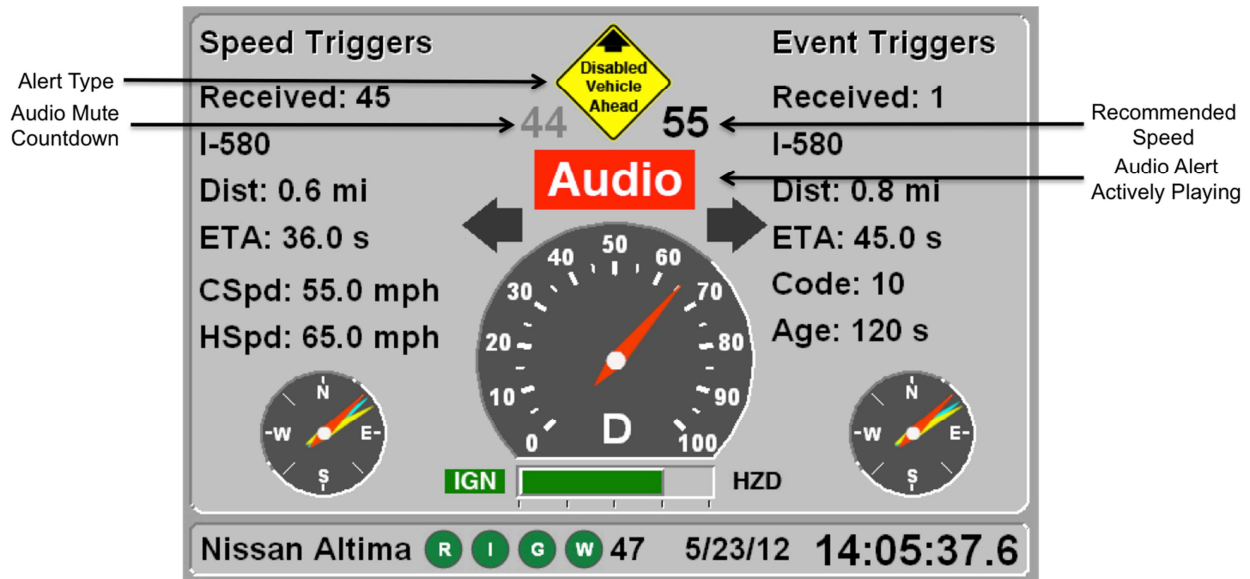 Alert Type
Audio Mute
Countdown
Speed Triggers
Received: 45
I-580
Dist: 0.6 mi
ETA: 36.0 s
CSpd: 55.0 mph
HSpd: 65.0 mph
N
W E
S
Disabled
Vehicle
Ahead
44 55
Audio
0 10 20 30 40 50 60 70 80 90 100
D
IGN HZD
Event Triggers
Received: 1
I-580
Dist: 0.8 mi
ETA: 45.0 s
Code: 10
Age: 120 s
N
W E
S
Recommended
Speed
Audio Alert
Actively Playing
Nissan Altima R I G W 47 5/23/12 14:05:37.6